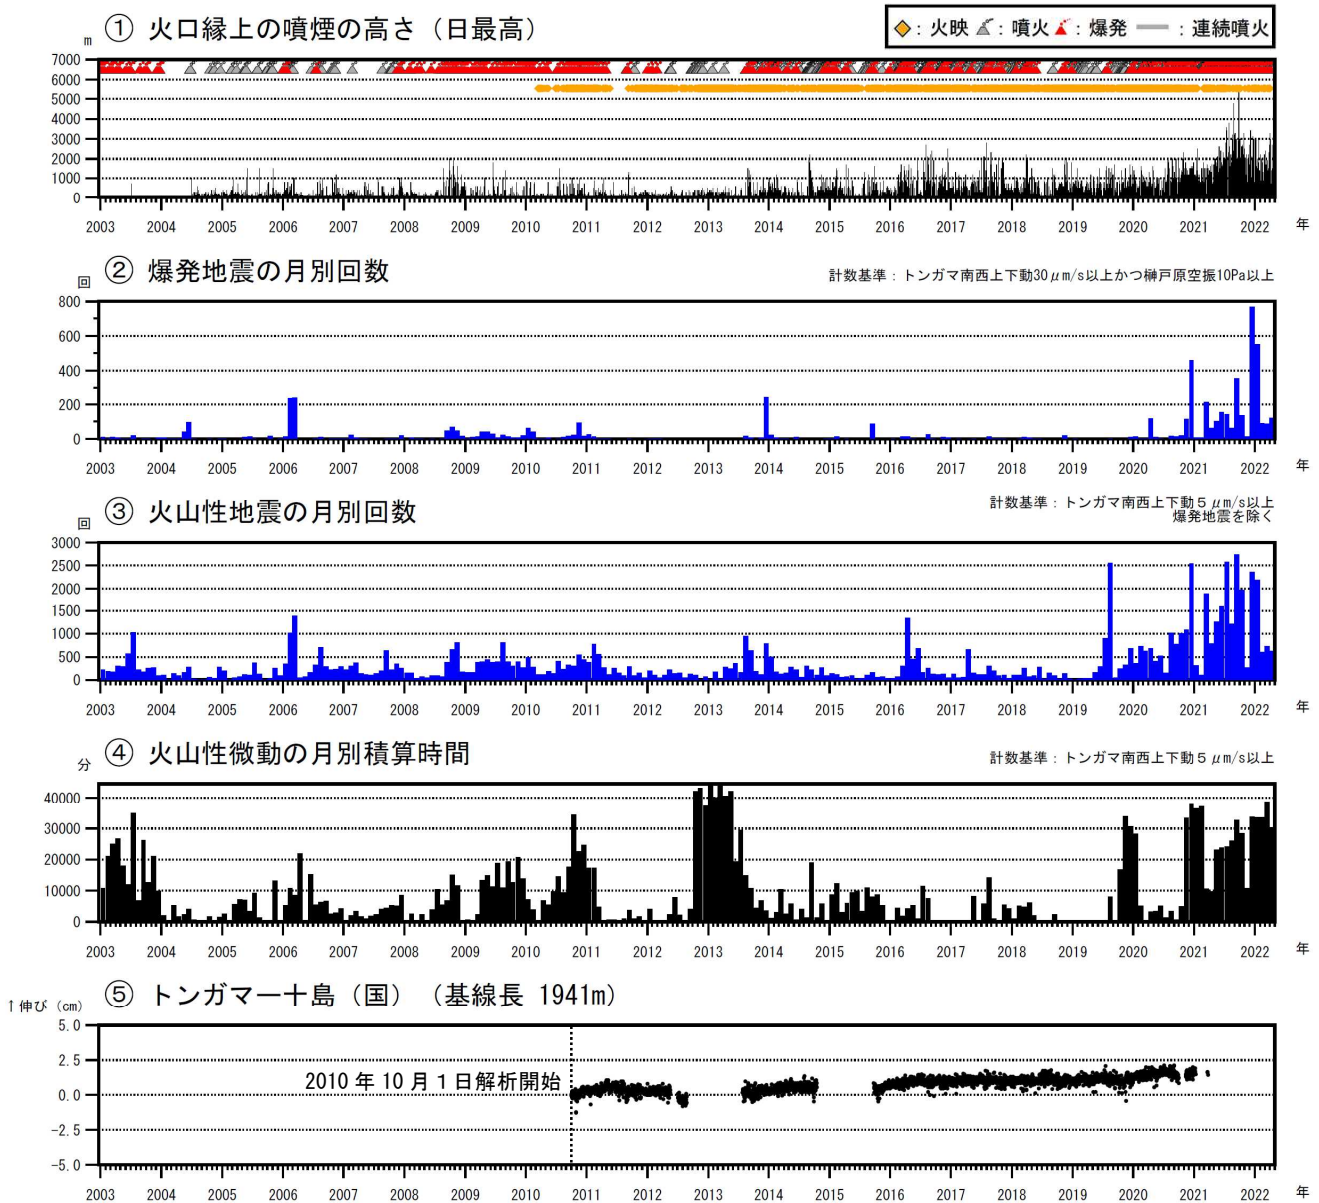 ① 火口縁上の噴煙の高さ（日最高）
：火映 ：噴火 ：爆発 ：連続噴火
m
7000
6000
5000
4000
3000
2000
1000
0
2003 2004 2005 2006 2007 2008 2009 2010 2011 2012 2013 2014 2015 2016 2017 2018 2019 2020 2021 2022 年
② 爆発地震の月別回数
計数基準：トンガマ南西上下動30μm/s以上かつ榊戸原空振10Pa以上
回
800
600
400
200
0
2003 2004 2005 2006 2007 2008 2009 2010 2011 2012 2013 2014 2015 2016 2017 2018 2019 2020 2021 2022 年
③ 火山性地震の月別回数
計数基準：トンガマ南西上下動５μm/s以上
爆発地震を除く
回
3000
2500
2000
1500
1000
500
0
2003 2004 2005 2006 2007 2008 2009 2010 2011 2012 2013 2014 2015 2016 2017 2018 2019 2020 2021 2022 年
④ 火山性微動の月別積算時間
計数基準：トンガマ南西上下動５μm/s以上
分
40000
30000
20000
10000
0
2003 2004 2005 2006 2007 2008 2009 2010 2011 2012 2013 2014 2015 2016 2017 2018 2019 2020 2021 2022 年
⑤ トンガマー十島（国）（基線長 1941m）
↑伸び（cm）
5.0
2.5
0.0
-2.5
-5.0
2010年10月１日解析開始
2003 2004 2005 2006 2007 2008 2009 2010 2011 2012 2013 2014 2015 2016 2017 2018 2019 2020 2021 2022 年